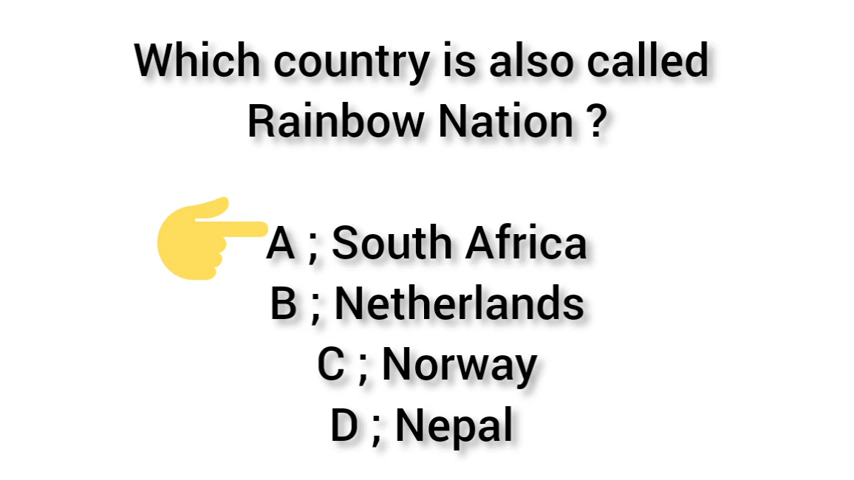 Which country is also called
Rainbow Nation ?
A ; South Africa
B ; Netherlands
C ; Norway
D ; Nepal